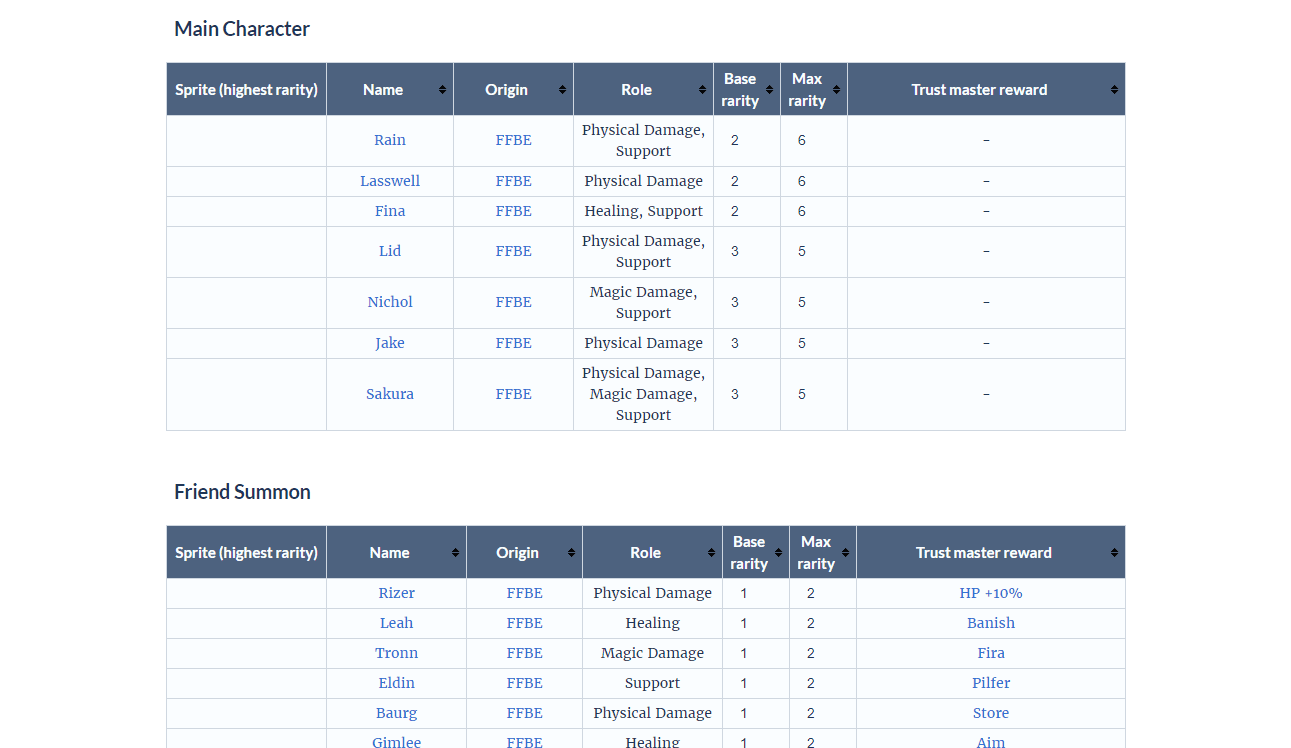 Main Character
Sprite (highest rarity) Name Origin Role Base rarity Max rarity Trust master reward
Rain FFBE Physical Damage, Support 2 6 –
Lasswell FFBE Physical Damage 2 6 –
Fina FFBE Healing, Support 2 6 –
Lid FFBE Physical Damage, Support 3 5 –
Nichol FFBE Magic Damage, Support 3 5 –
Jake FFBE Physical Damage 3 5 –
Sakura FFBE Physical Damage, Magic Damage, Support 3 5 –
Friend Summon
Sprite (highest rarity) Name Origin Role Base rarity Max rarity Trust master reward
Rizer FFBE Physical Damage 1 2 HP +10%
Leah FFBE Healing 1 2 Banish
Tronn FFBE Magic Damage 1 2 Fira
Eldin FFBE Support 1 2 Pilfer
Baurg FFBE Physical Damage 1 2 Store
Gimlee FFBE Healing 1 2 Aim